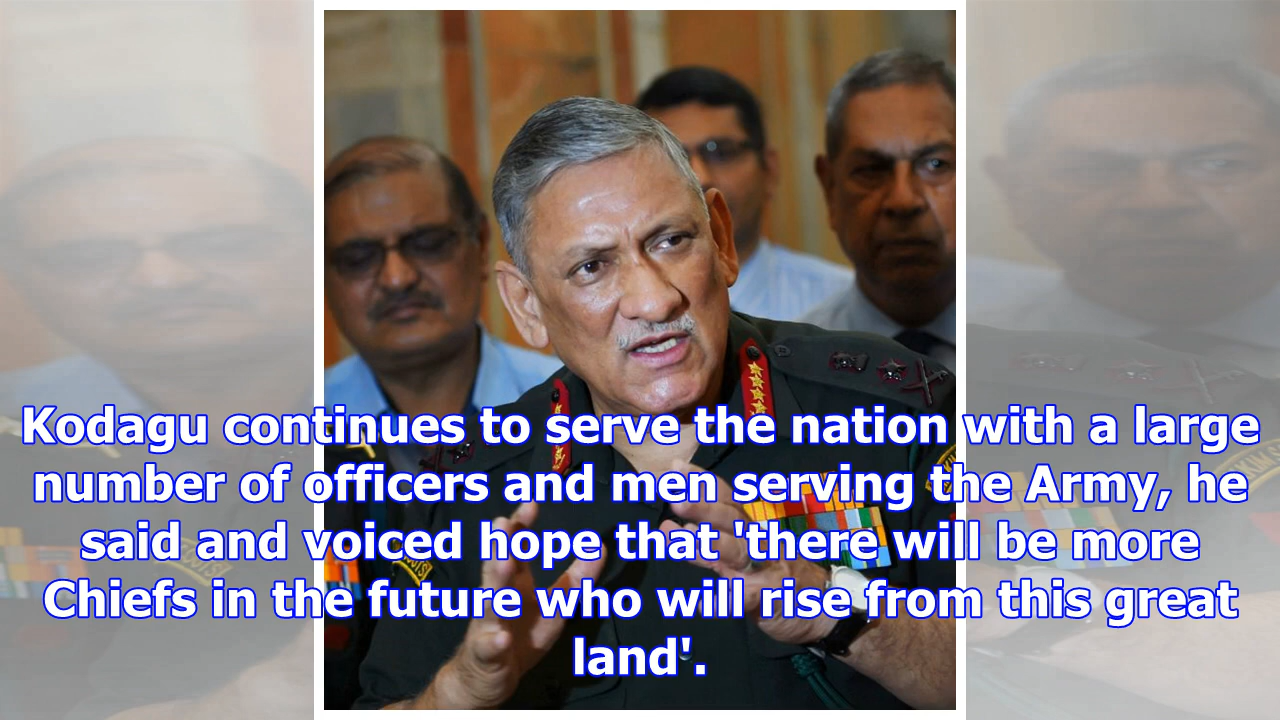 Kodagu continues to serve the nation with a large
number of officers and men serving the Army, he
said and voiced hope that 'there will be more
Chiefs in the future who will rise from this great
land'.